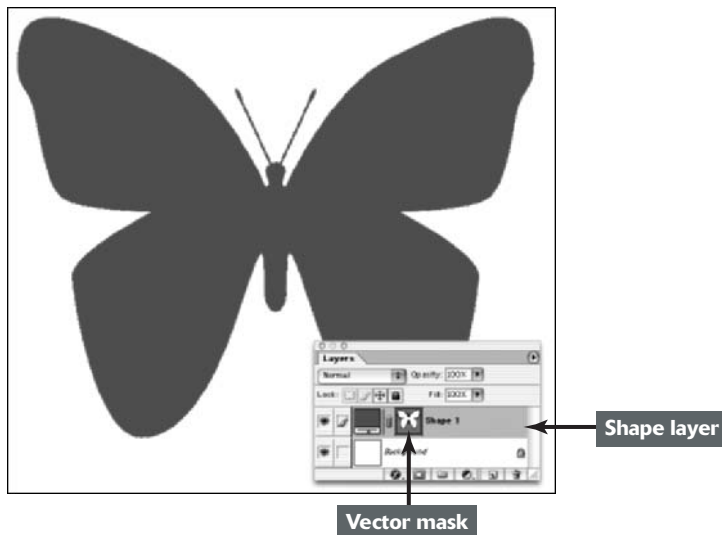 Layers
Normal Opacity: 100%
Lock: Fill: 100%
Shape 1
Shape layer
Background
Vector mask